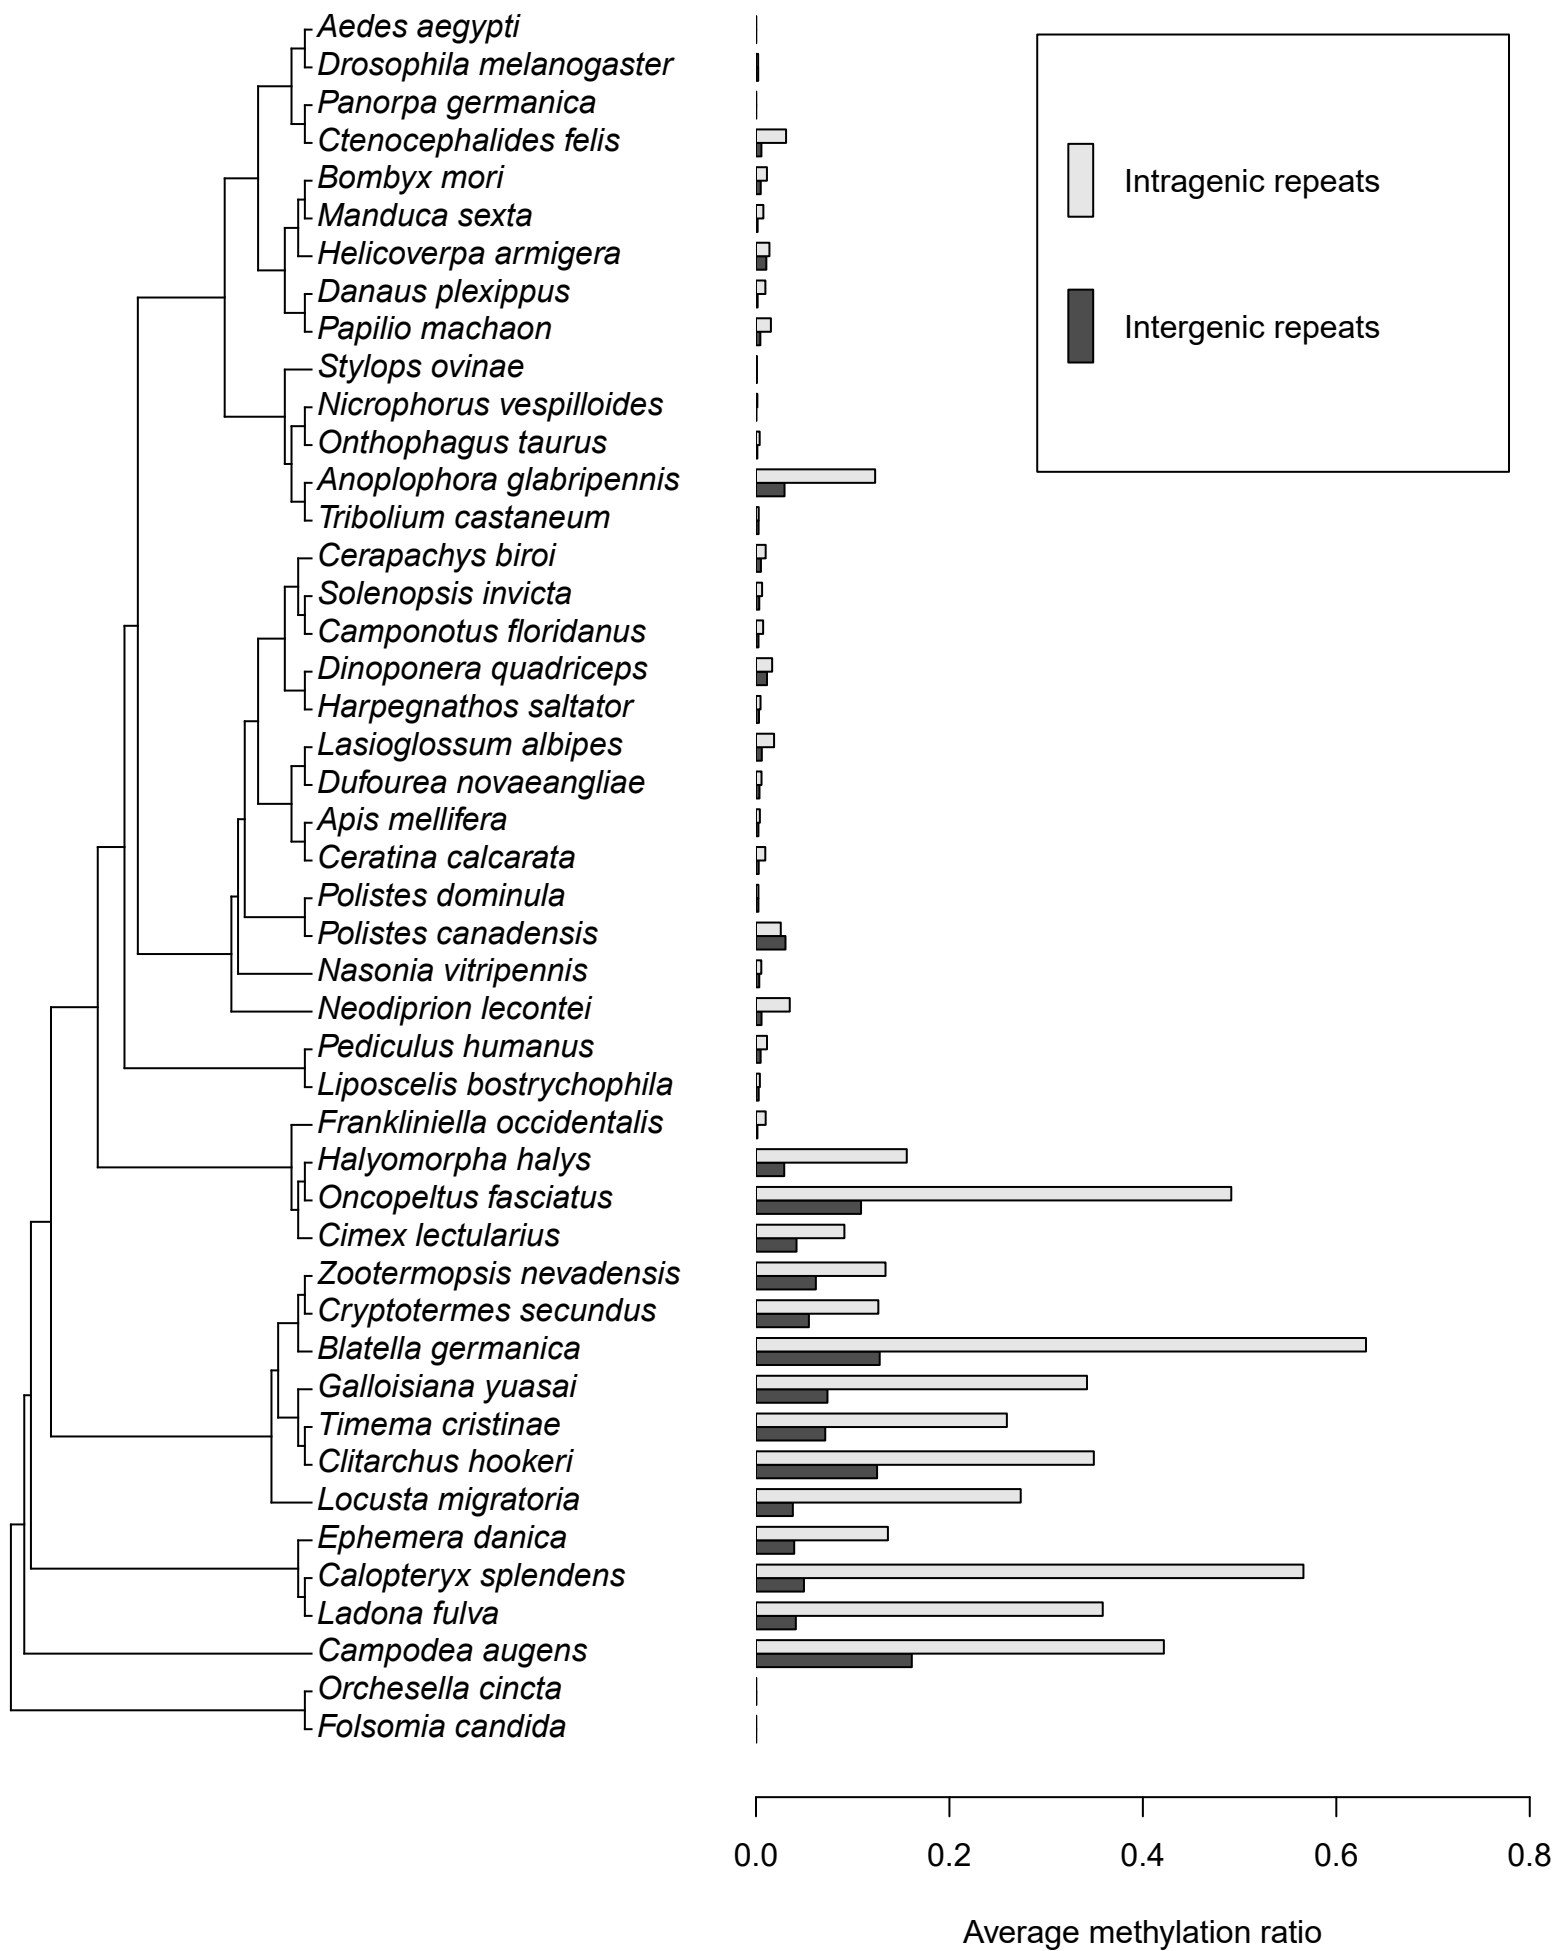 Aedes aegypti
Drosophila melanogaster
Panorpa germanica
Ctenocephalides felis
Bombyx mori
Manduca sexta
Helicoverpa armigera
Danaus plexippus
Papilio machaon
Stylops ovinae
Nicrophorus vespilloides
Onthophagus taurus
Anoplophora glabripennis
Tribolium castaneum
Cerapachys biroi
Solenopsis invicta
Camponotus floridanus
Dinoponera quadriceps
Harpegnathos saltator
Lasioglossum albipes
Dufourea novaeangliae
Apis mellifera
Ceratina calcarata
Polistes dominula
Polistes canadensis
Nasonia vitripennis
Neodiprion lecontei
Pediculus humanus
Liposcelis bostrychophila
Frankliniella occidentalis
Halyomorpha halys
Oncopeltus fasciatus
Cimex lectularius
Zootermopsis nevadensis
Cryptotermes secundus
Blatella germanica
Galloisiana yuasai
Timema cristinae
Clitarchus hookeri
Locusta migratoria
Ephemera danica
Calopteryx splendens
Ladona fulva
Campodea augens
Orchesella cincta
Folsomia candida
Intragenic repeats
Intergenic repeats
0.0 0.2 0.4 0.6 0.8
Average methylation ratio